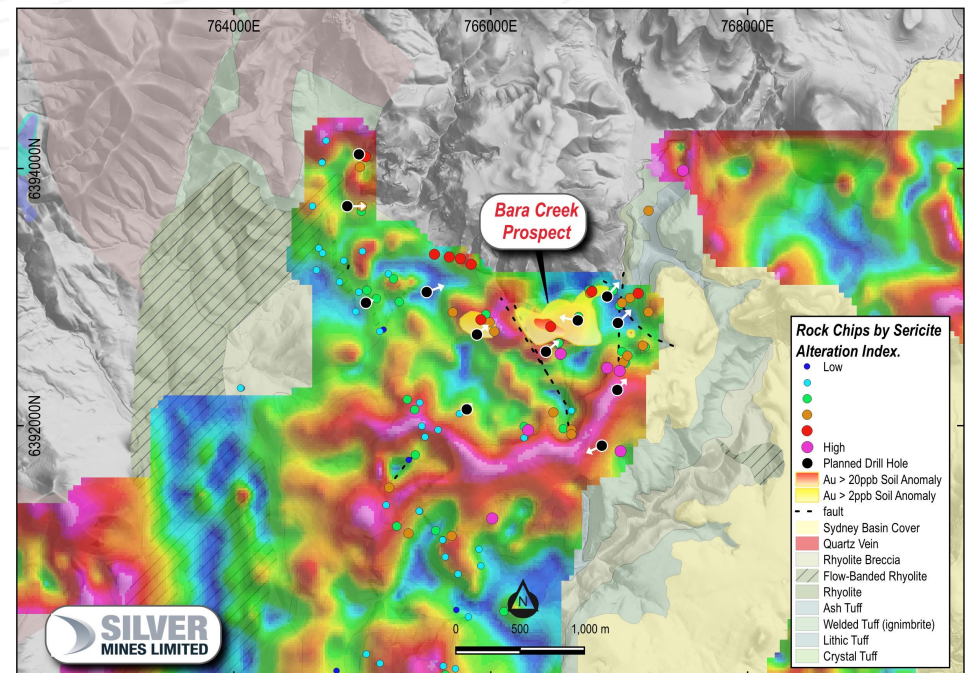 764000E
766000E
768000E
6394000N
6392000N
Bara Creek
Prospect
Rock Chips by Sericite
Alteration Index.
Low
High
Planned Drill Hole
Au > 20ppb Soil Anomaly
Au > 2ppb Soil Anomaly
fault
Sydney Basin Cover
Quartz Vein
Rhyolite Breccia
Flow-Banded Rhyolite
Rhyolite
Ash Tuff
Welded Tuff (ignimbrite)
Lithic Tuff
Crystal Tuff
N
0 500 1,000 m
SILVER
MINES LIMITED